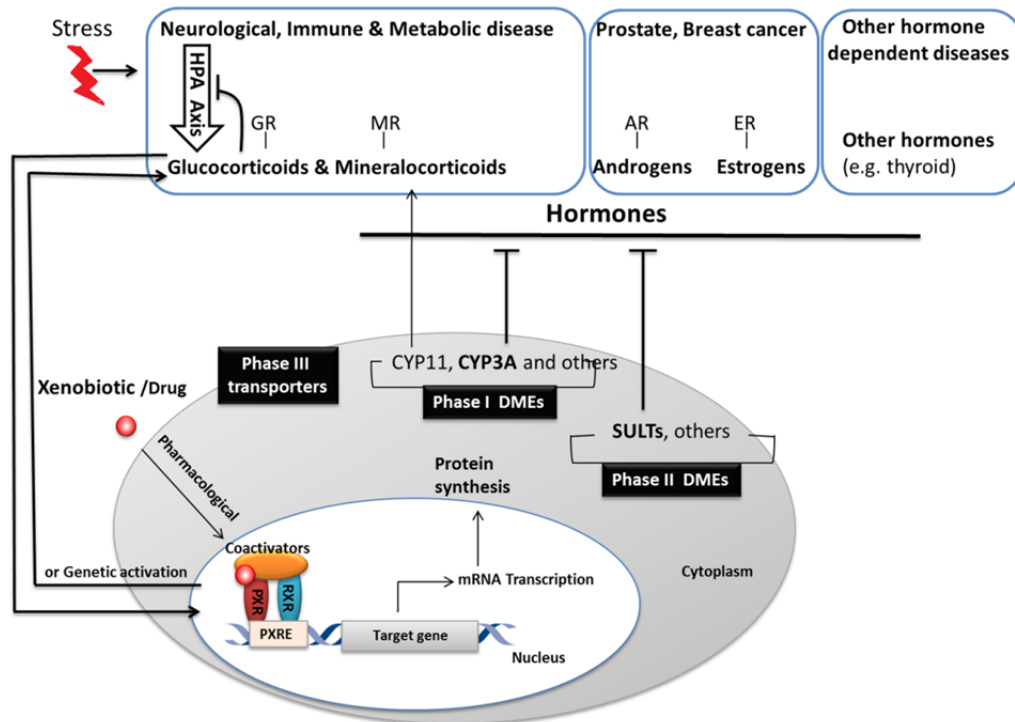 Stress
Neurological, Immune & Metabolic disease
HPA Axis
GR
MR
Glucocorticoids & Mineralocorticoids
Prostate, Breast cancer
AR
ER
Androgens
Estrogens
Other hormone
dependent diseases
Other hormones
(e.g. thyroid)
Hormones
Phase III
transporters
CYP11, CYP3A and others
Phase I DMEs
SULTs, others
Phase II DMEs
Xenobiotic /Drug
Pharmacological
Protein
synthesis
Coactivators
or Genetic activation
PXR
RXR
PXRE
mRNA Transcription
Target gene
Cytoplasm
Nucleus